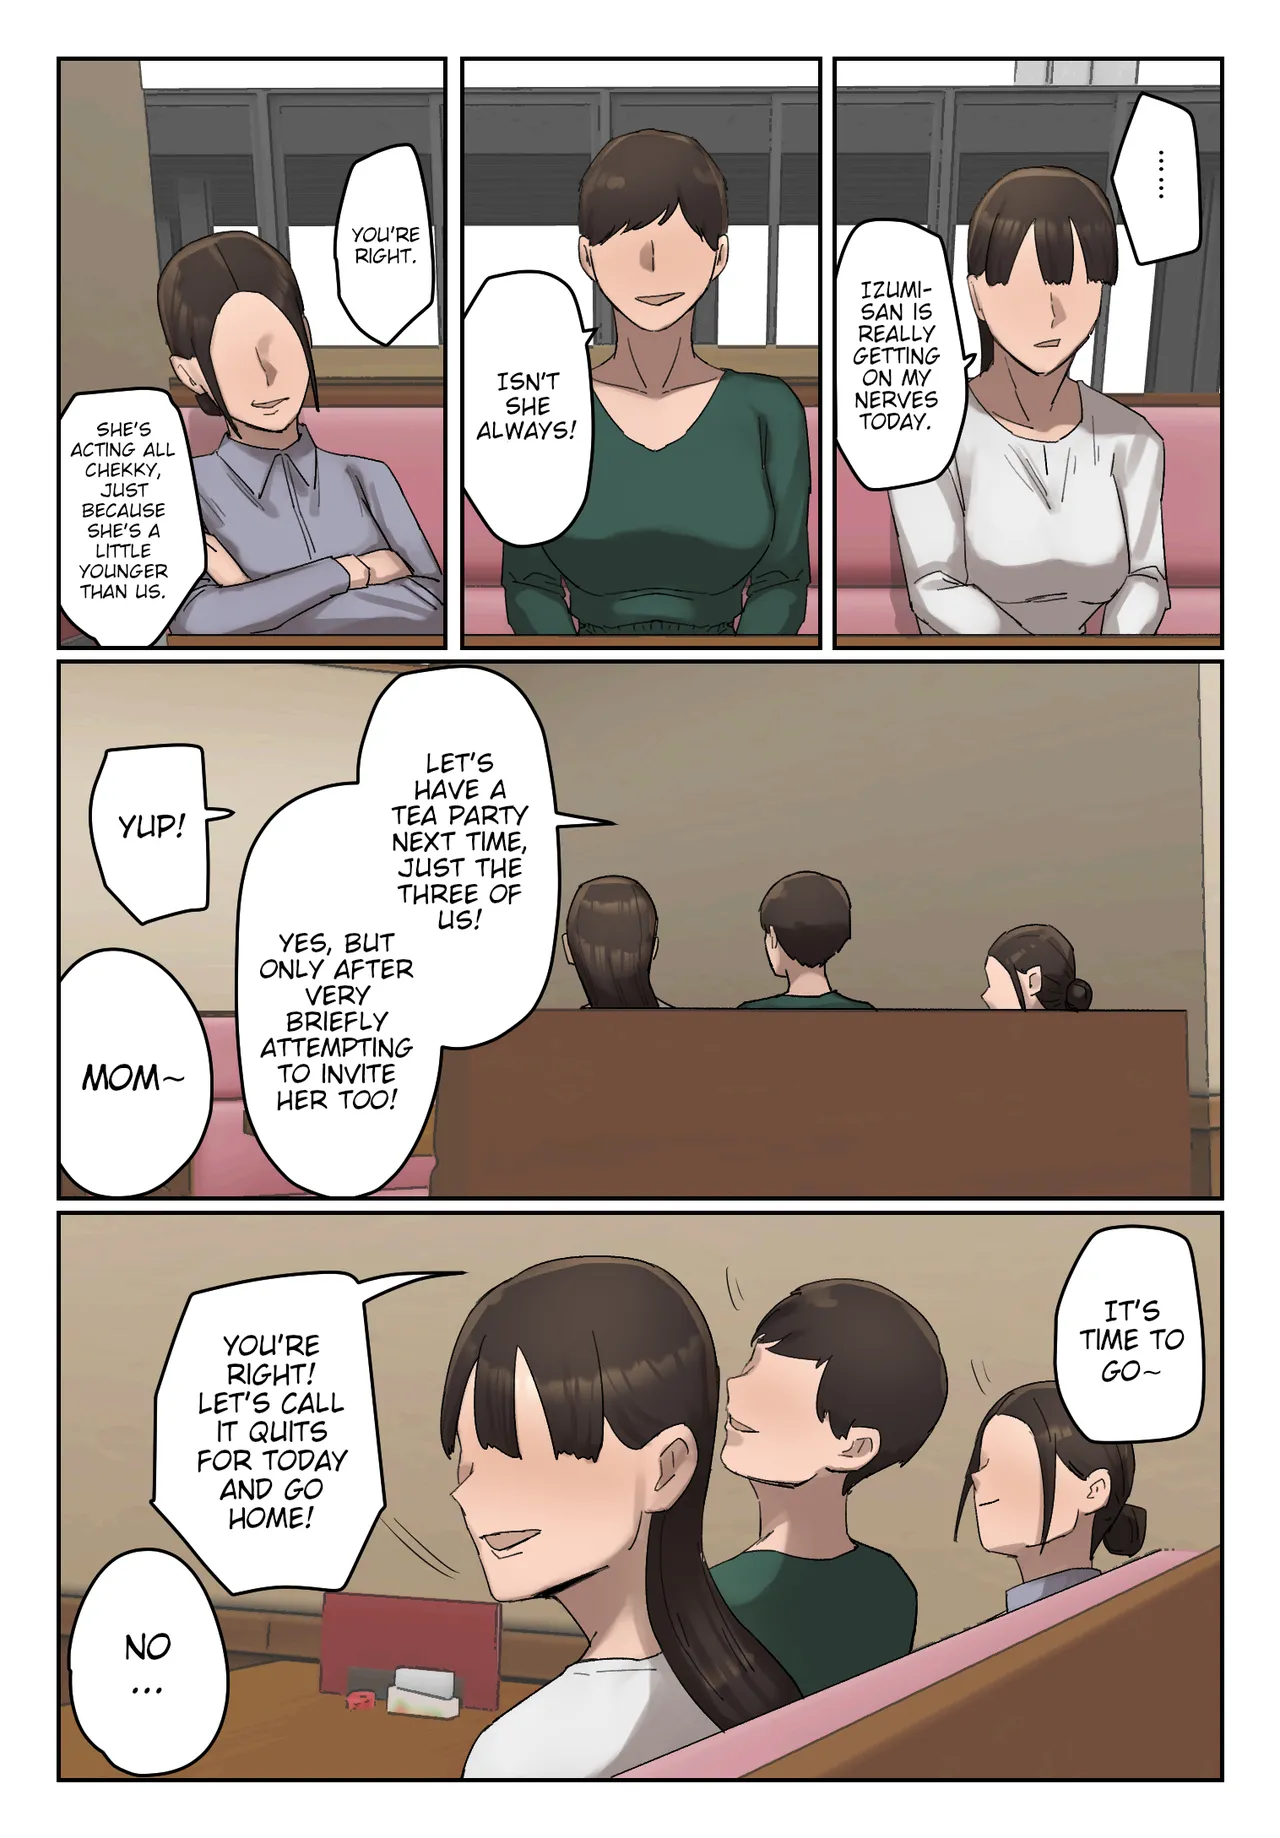 ......
IZUMI-
SAN IS
REALLY
GETTING
ON MY
NERVES
TODAY.
ISN'T
SHE
ALWAYS!
YOU'RE
RIGHT.
SHE'S
ACTING ALL
CHEKKY,
JUST
BECAUSE
SHE'S A
LITTLE
YOUNGER
THAN US.
LET'S
HAVE A
TEA PARTY
NEXT TIME,
JUST THE
THREE OF
US!
YES, BUT
ONLY AFTER
VERY
BRIEFLY
ATTEMPTING
TO INVITE
HER TOO!
YUP!
MOM~
IT'S
TIME TO
GO~
YOU'RE
RIGHT!
LET'S CALL
IT QUITS
FOR TODAY
AND GO
HOME!
NO
...